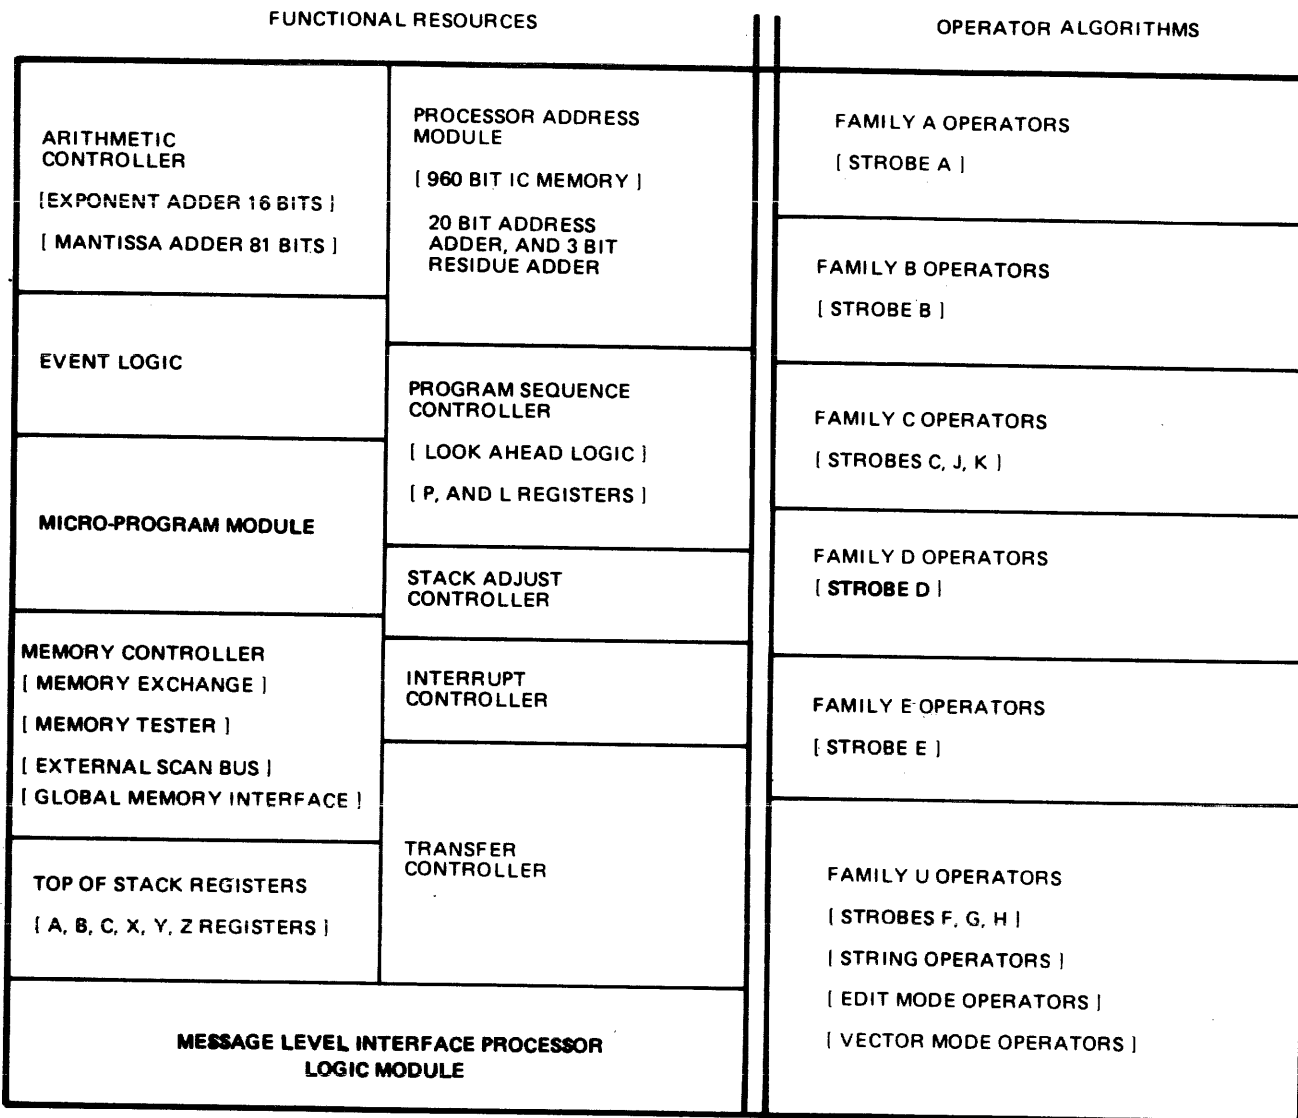 FUNCTIONAL RESOURCES
ARITHMETIC
CONTROLLER
[EXPONENT ADDER 16 BITS]
[ MANTISSA ADDER 81 BITS ]
EVENT LOGIC
MICRO-PROGRAM MODULE
MEMORY CONTROLLER
[ MEMORY EXCHANGE ]
[ MEMORY TESTER ]
[ EXTERNAL SCAN BUS ]
[ GLOBAL MEMORY INTERFACE ]
TOP OF STACK REGISTERS
[ A, B, C, X, Y, Z REGISTERS ]
PROCESSOR ADDRESS
MODULE
[ 960 BIT IC MEMORY ]
20 BIT ADDRESS
ADDER, AND 3 BIT
RESIDUE ADDER
PROGRAM SEQUENCE
CONTROLLER
[ LOOK AHEAD LOGIC ]
[ P, AND L REGISTERS ]
STACK ADJUST
CONTROLLER
INTERRUPT
CONTROLLER
TRANSFER
CONTROLLER
MESSAGE LEVEL INTERFACE PROCESSOR
LOGIC MODULE
OPERATOR ALGORITHMS
FAMILY A OPERATORS
[ STROBE A ]
FAMILY B OPERATORS
[ STROBE B ]
FAMILY C OPERATORS
[ STROBES C, J, K ]
FAMILY D OPERATORS
[ STROBE D ]
FAMILY E OPERATORS
[ STROBE E ]
FAMILY U OPERATORS
[ STROBES F, G, H ]
[ STRING OPERATORS ]
[ EDIT MODE OPERATORS ]
[ VECTOR MODE OPERATORS ]